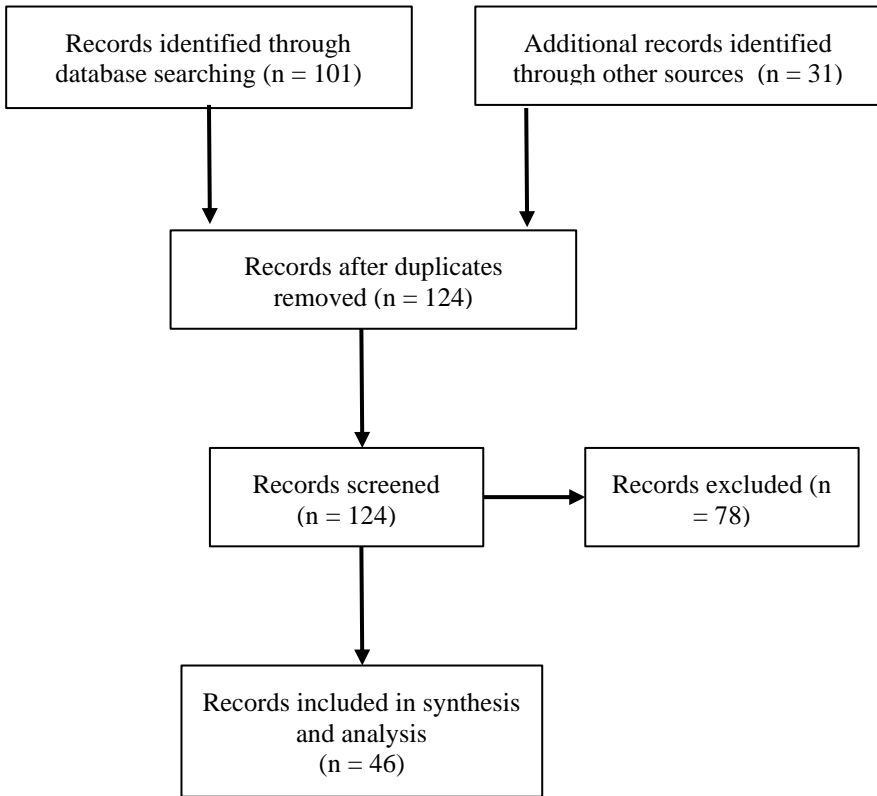 Records identified through
database searching (n = 101)
Additional records identified
through other sources (n = 31)
Records after duplicates
removed (n = 124)
Records screened
(n = 124)
Records excluded (n
= 78)
Records included in synthesis
and analysis
(n = 46)